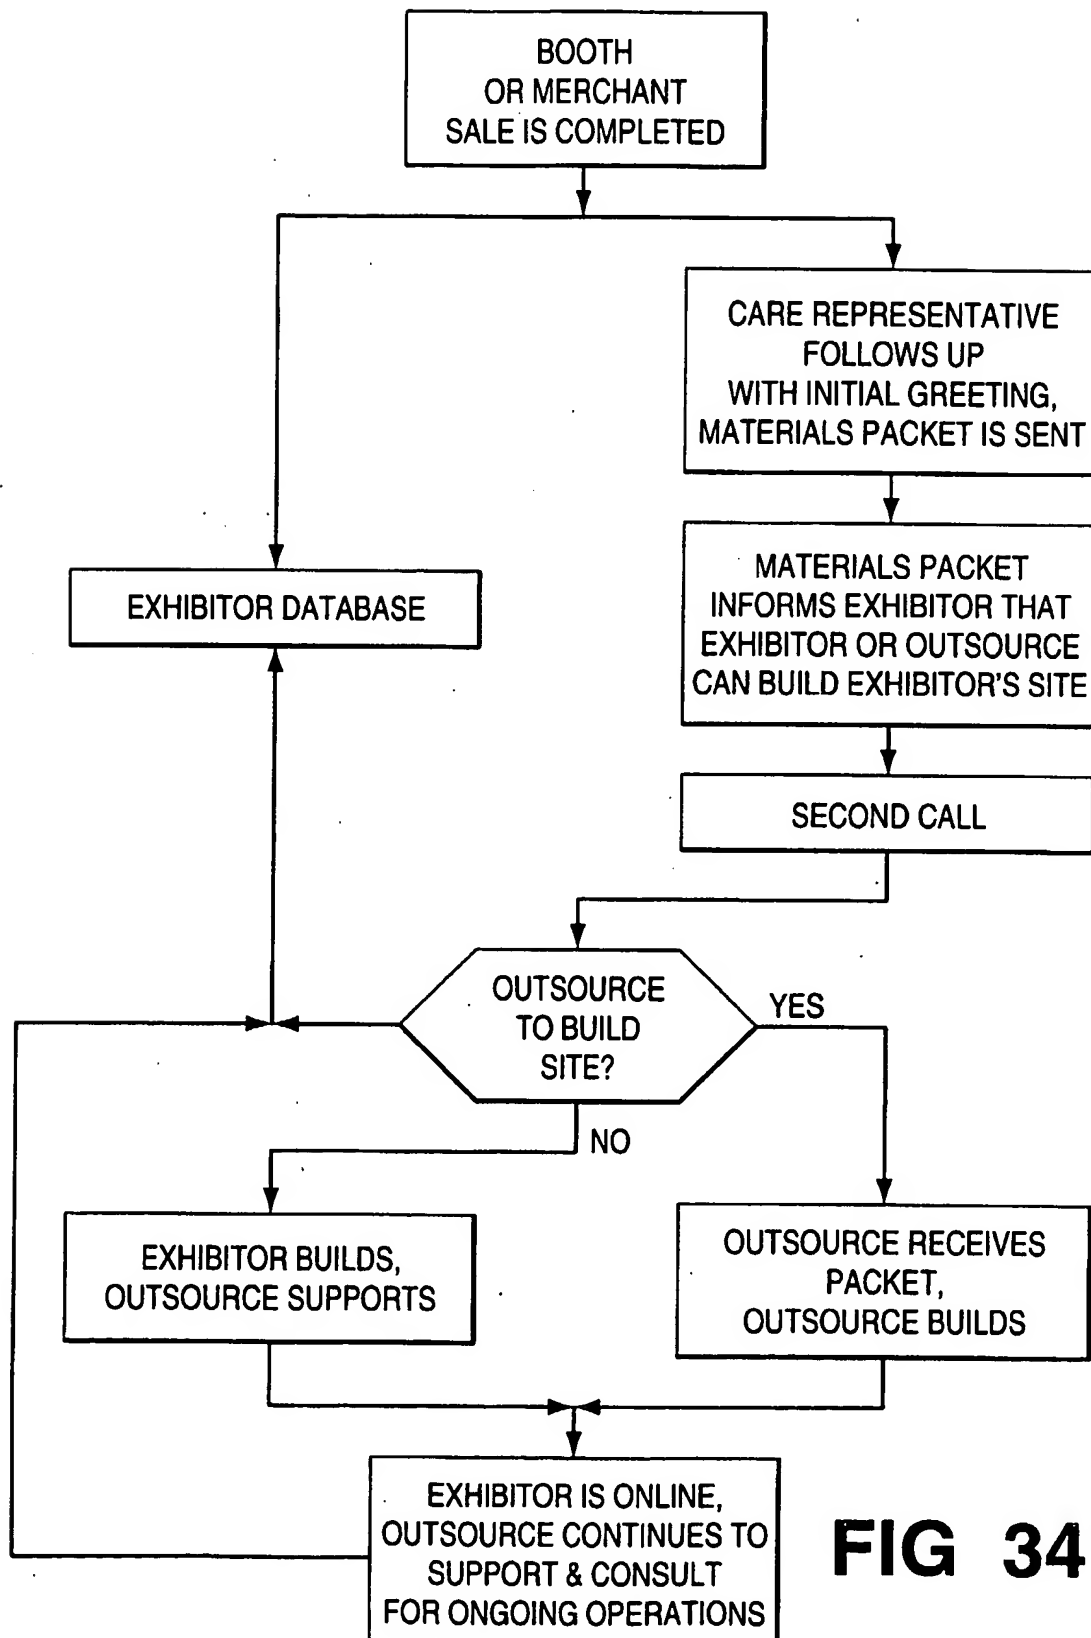 BOOTH
OR MERCHANT
SALE IS COMPLETED
CARE REPRESENTATIVE
FOLLOWS UP
WITH INITIAL GREETING,
MATERIALS PACKET IS SENT
MATERIALS PACKET
INFORMS EXHIBITOR THAT
EXHIBITOR OR OUTSOURCE
CAN BUILD EXHIBITOR'S SITE
EXHIBITOR DATABASE
SECOND CALL
OUTSOURCE
TO BUILD
SITE?
YES
NO
EXHIBITOR BUILDS,
OUTSOURCE SUPPORTS
OUTSOURCE RECEIVES
PACKET,
OUTSOURCE BUILDS
EXHIBITOR IS ONLINE,
OUTSOURCE CONTINUES TO
SUPPORT & CONSULT
FOR ONGOING OPERATIONS
FIG 34